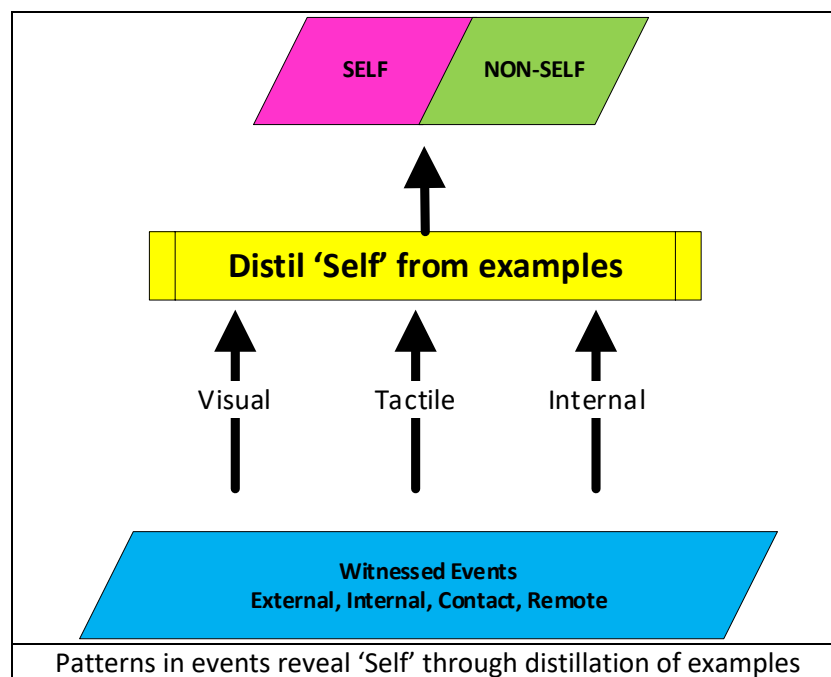 SELF NON-SELF
Distil ‘Self’ from examples
Visual Tactile Internal
Witnessed Events
External, Internal, Contact, Remote
Patterns in events reveal ‘Self’ through distillation of examples